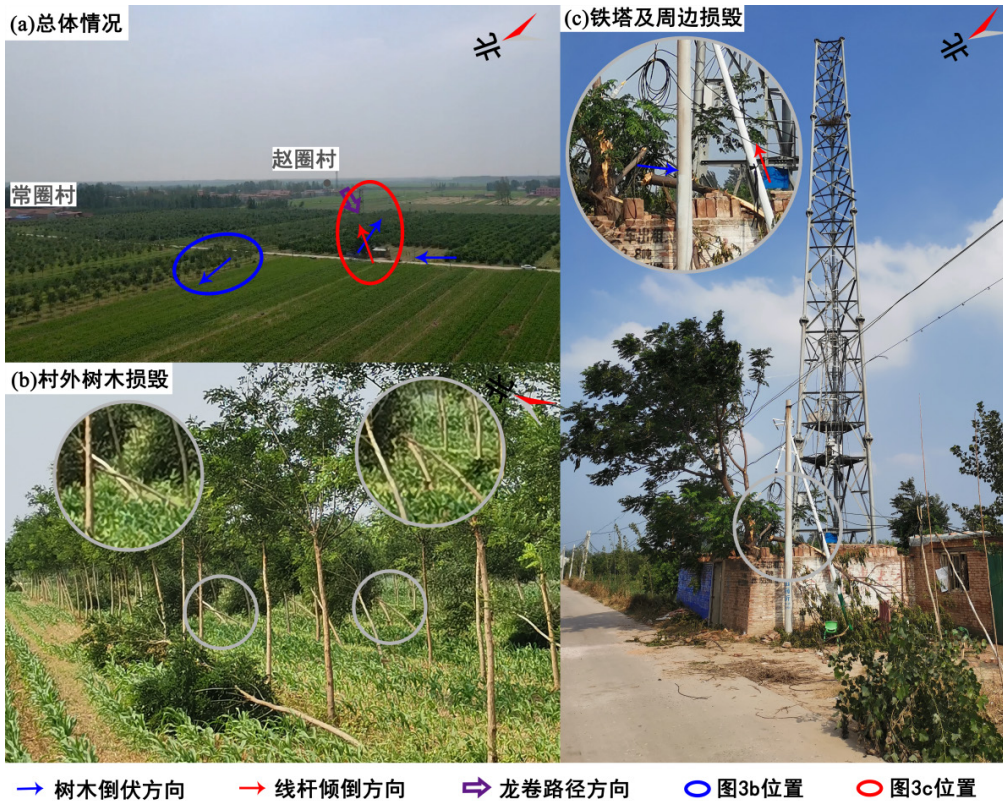 (a)总体情况
北
赵圈村
常圈村
(b)村外树木损毁
北
(c)铁塔及周边损毁
北
树木倒伏方向
线杆倾倒方向
龙卷路径方向
图3b位置
图3c位置